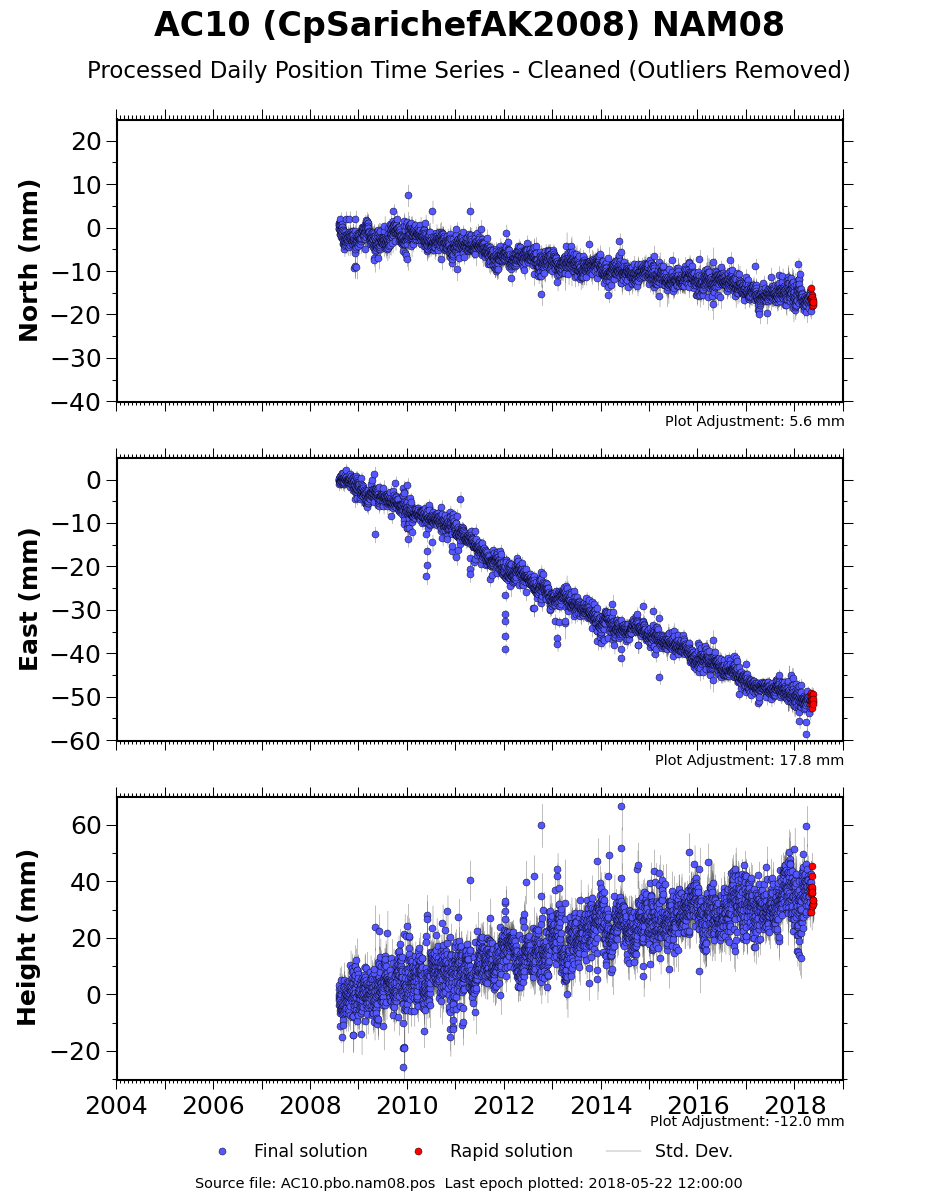 AC10 (CpSarichefAK2008) NAM08
Processed Daily Position Time Series - Cleaned (Outliers Removed)
North (mm)
20
10
0
−10
−20
−30
−40
Plot Adjustment: 5.6 mm
East (mm)
0
−10
−20
−30
−40
−50
−60
Plot Adjustment: 17.8 mm
Height (mm)
60
40
20
0
−20
2004 2006 2008 2010 2012 2014 2016 2018
Plot Adjustment: -12.0 mm
Final solution Rapid solution Std. Dev.
Source file: AC10.pbo.nam08.pos Last epoch plotted: 2018-05-22 12:00:00